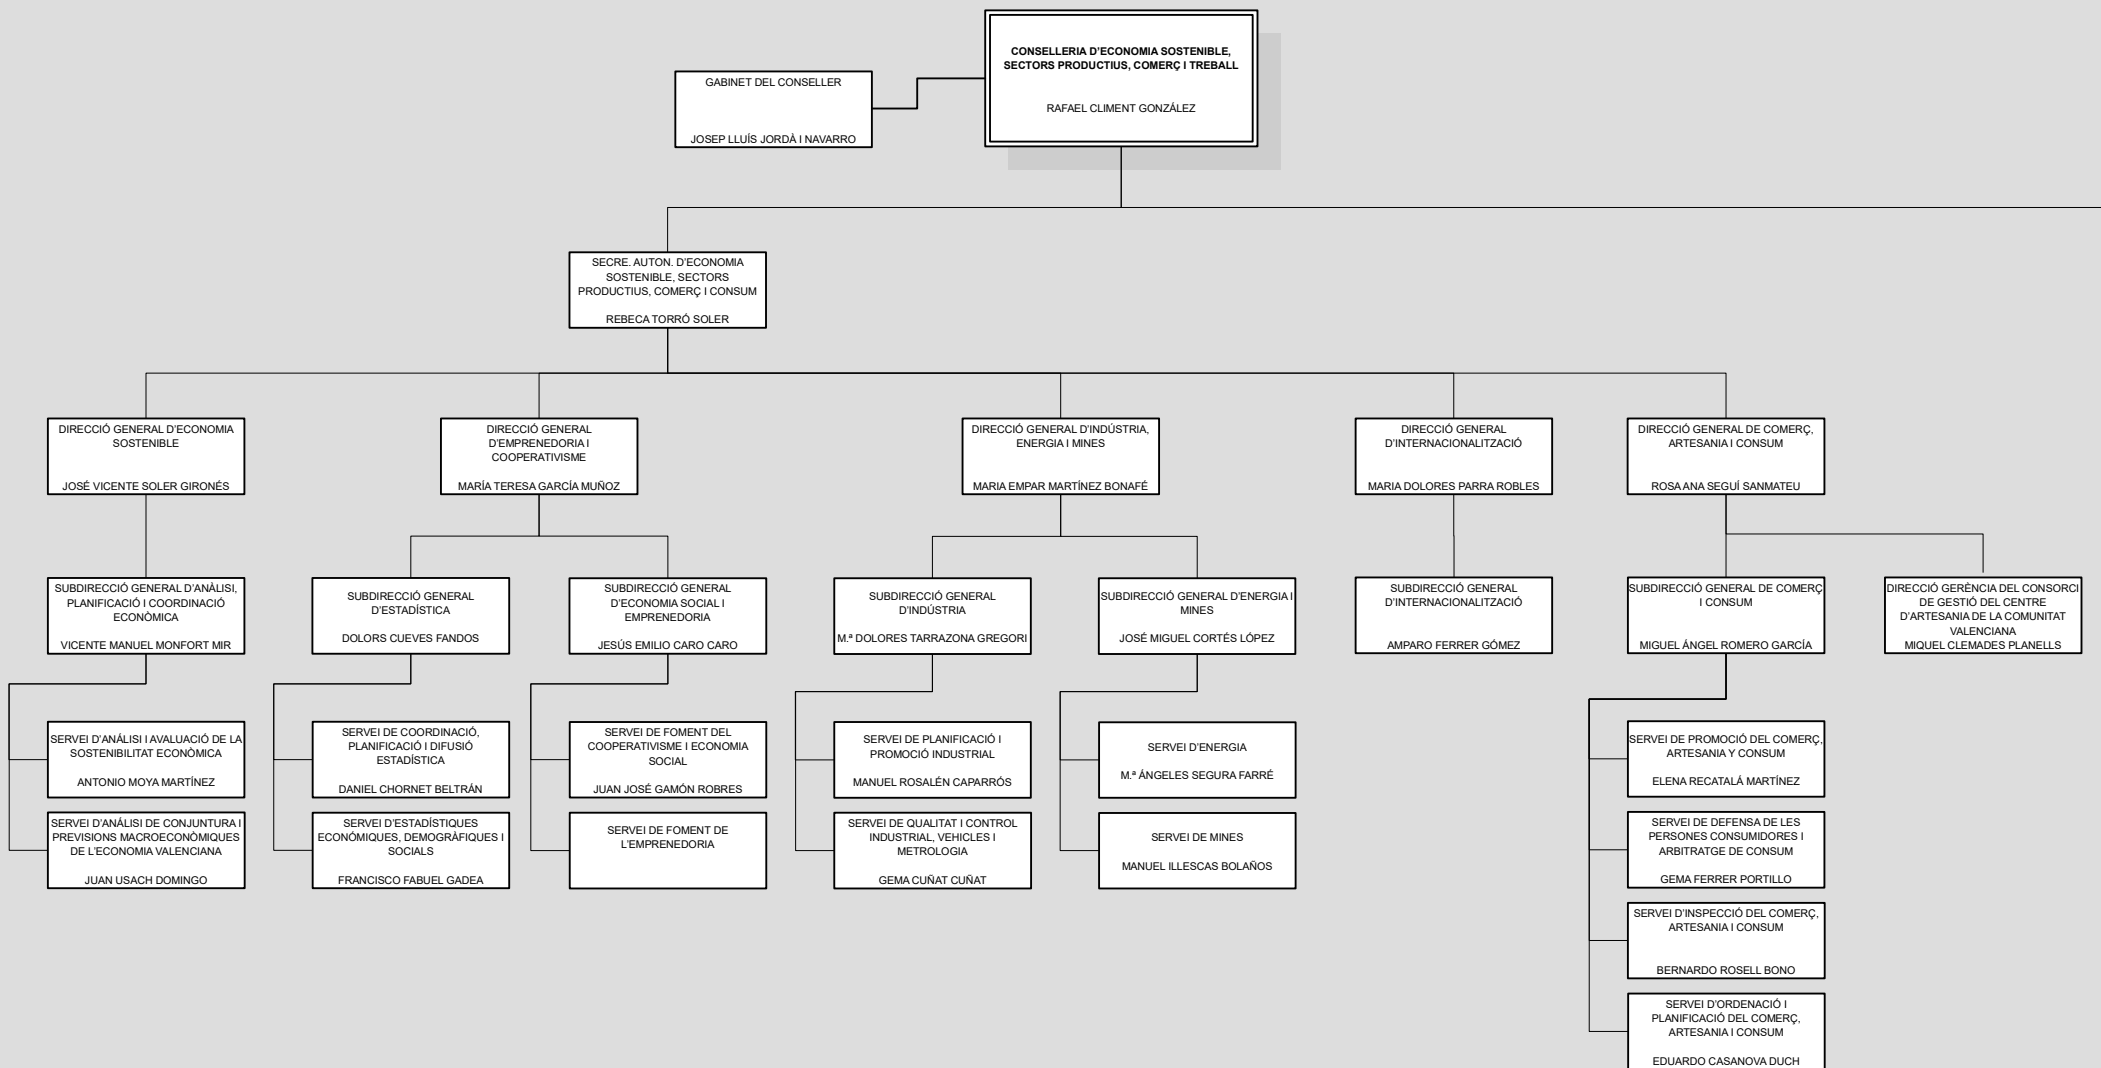 CONSELLERIA D'ECONOMIA SOSTENIBLE,
SECTORS PRODUCTIUS, COMERÇ I TREBALL
RAFAEL CLIMENT GONZÁLEZ
GABINET DEL CONSELLER
JOSEP LLUÍS JORDÀ I NAVARRO
SECRE. AUTON. D'ECONOMIA
SOSTENIBLE, SECTORS
PRODUCTIUS, COMERÇ I CONSUM
REBECA TORRÓ SOLER
DIRECCIÓ GENERAL D'ECONOMIA
SOSTENIBLE
JOSÉ VICENTE SOLER GIRONÉS
DIRECCIÓ GENERAL
D'EMPRENEDORIA I
COOPERATIVISME
MARÍA TERESA GARCÍA MUÑOZ
DIRECCIÓ GENERAL D'INDÚSTRIA,
ENERGIA I MINES
MARIA EMPAR MARTÍNEZ BONAFÉ
DIRECCIÓ GENERAL
D'INTERNACIONALITZACIÓ
MARIA DOLORES PARRA ROBLES
DIRECCIÓ GENERAL DE COMERÇ,
ARTESANIA I CONSUM
ROSA ANA SEGUÍ SANMATEU
SUBDIRECCIÓ GENERAL D'ANÀLISI,
PLANIFICACIÓ I COORDINACIÓ
ECONÒMICA
VICENTE MANUEL MONFORT MIR
SUBDIRECCIÓ GENERAL
D'ESTADÍSTICA
DOLORS CUEVES FANDOS
SUBDIRECCIÓ GENERAL
D'ECONOMIA SOCIAL I
EMPRENEDORIA
JESÚS EMILIO CARO CARO
SUBDIRECCIÓ GENERAL
D'INDÚSTRIA
M.ª DOLORES TARRAZONA GREGORI
SUBDIRECCIÓ GENERAL D'ENERGIA I
MINES
JOSÉ MIGUEL CORTÉS LÓPEZ
SUBDIRECCIÓ GENERAL
D'INTERNACIONALITZACIÓ
AMPARO FERRER GÓMEZ
SUBDIRECCIÓ GENERAL DE COMERÇ
I CONSUM
MIGUEL ÁNGEL ROMERO GARCÍA
DIRECCIÓ GERÈNCIA DEL CONSORCI
DE GESTIÓ DEL CENTRE
D'ARTESANIA DE LA COMUNITAT
VALENCIANA
MIQUEL CLEMADES PLANELLS
SERVEI D'ANÁLISI I AVALUACIÓ DE LA
SOSTENIBILITAT ECONÒMICA
ANTONIO MOYA MARTÍNEZ
SERVEI DE COORDINACIÓ,
PLANIFICACIÓ I DIFUSIÓ
ESTADÍSTICA
DANIEL CHORNET BELTRÁN
SERVEI DE FOMENT DEL
COOPERATIVISME I ECONOMIA
SOCIAL
JUAN JOSÉ GAMÓN ROBRES
SERVEI DE PLANIFICACIÓ I
PROMOCIÓ INDUSTRIAL
MANUEL ROSALÉN CAPARRÓS
SERVEI D'ENERGIA
M.ª ÁNGELES SEGURA FARRÉ
SERVEI DE PROMOCIÓ DEL COMERÇ,
ARTESANIA Y CONSUM
ELENA RECATALÁ MARTÍNEZ
SERVEI D'ANÁLISI DE CONJUNTURA I
PREVISIONS MACROECONÒMIQUES
DE L'ECONOMIA VALENCIANA
JUAN USACH DOMINGO
SERVEI D'ESTADÍSTIQUES
ECONÓMIQUES, DEMOGRÀFIQUES I
SOCIALS
FRANCISCO FABUEL GADEA
SERVEI DE FOMENT DE
L'EMPRENEDORIA
SERVEI DE QUALITAT I CONTROL
INDUSTRIAL, VEHICLES I
METROLOGIA
GEMA CUÑAT CUÑAT
SERVEI DE MINES
MANUEL ILLESCAS BOLAÑOS
SERVEI DE DEFENSA DE LES
PERSONES CONSUMIDORES I
ARBITRATGE DE CONSUM
GEMA FERRER PORTILLO
SERVEI D'INSPECCIÓ DEL COMERÇ,
ARTESANIA I CONSUM
BERNARDO ROSELL BONO
SERVEI D'ORDENACIÓ I
PLANIFICACIÓ DEL COMERÇ,
ARTESANIA I CONSUM
EDUARDO CASANOVA DUCH